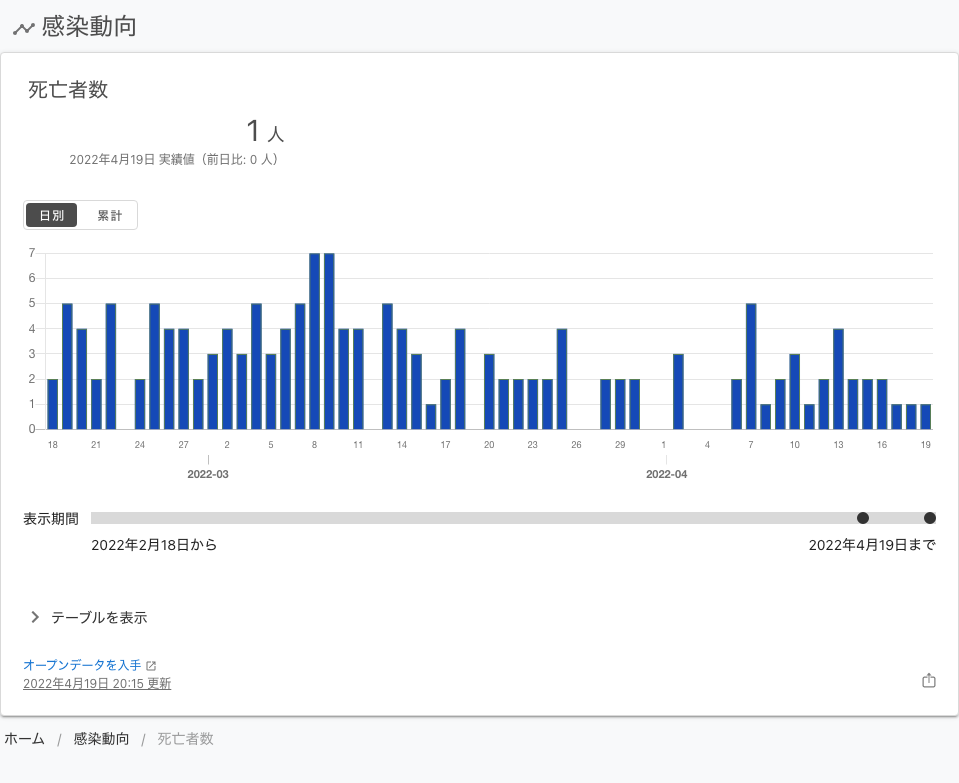 感染動向
死亡者数
1 人
2022年4月19日 実績値（前日比: 0 人）
日別 累計
7
6
5
4
3
2
1
0
18 21 24 27 2 5 8 11 14 17 20 23 26 29 1 4 7 10 13 16 19
2022-03 2022-04
表示期間
2022年2月18日から 2022年4月19日まで
テーブルを表示
オープンデータを入手
2022年4月19日 20:15 更新
ホーム / 感染動向 / 死亡者数